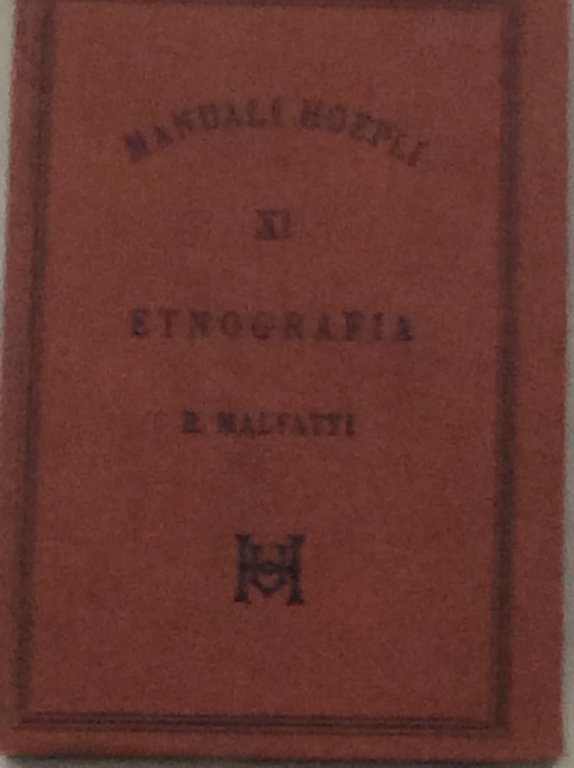 MANUALI HOEPLI
XI
ETNOGRAFIA
B. MALFATTI